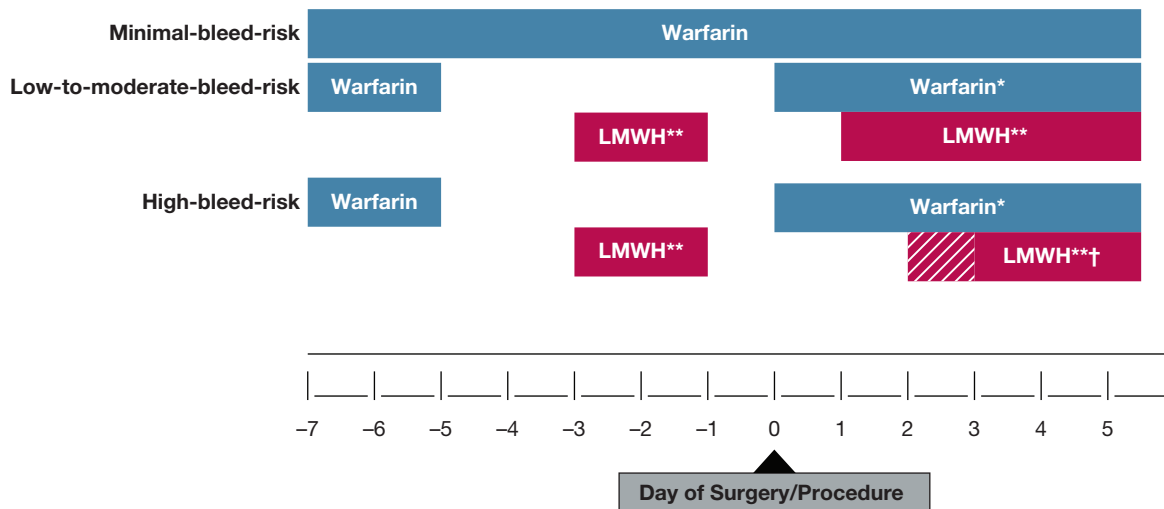 Minimal-bleed-risk Warfarin
Low-to-moderate-bleed-risk Warfarin Warfarin*
LMWH** LMWH**
High-bleed-risk Warfarin Warfarin*
LMWH** LMWH**†
–7 –6 –5 –4 –3 –2 –1 0 1 2 3 4 5
Day of Surgery/Procedure